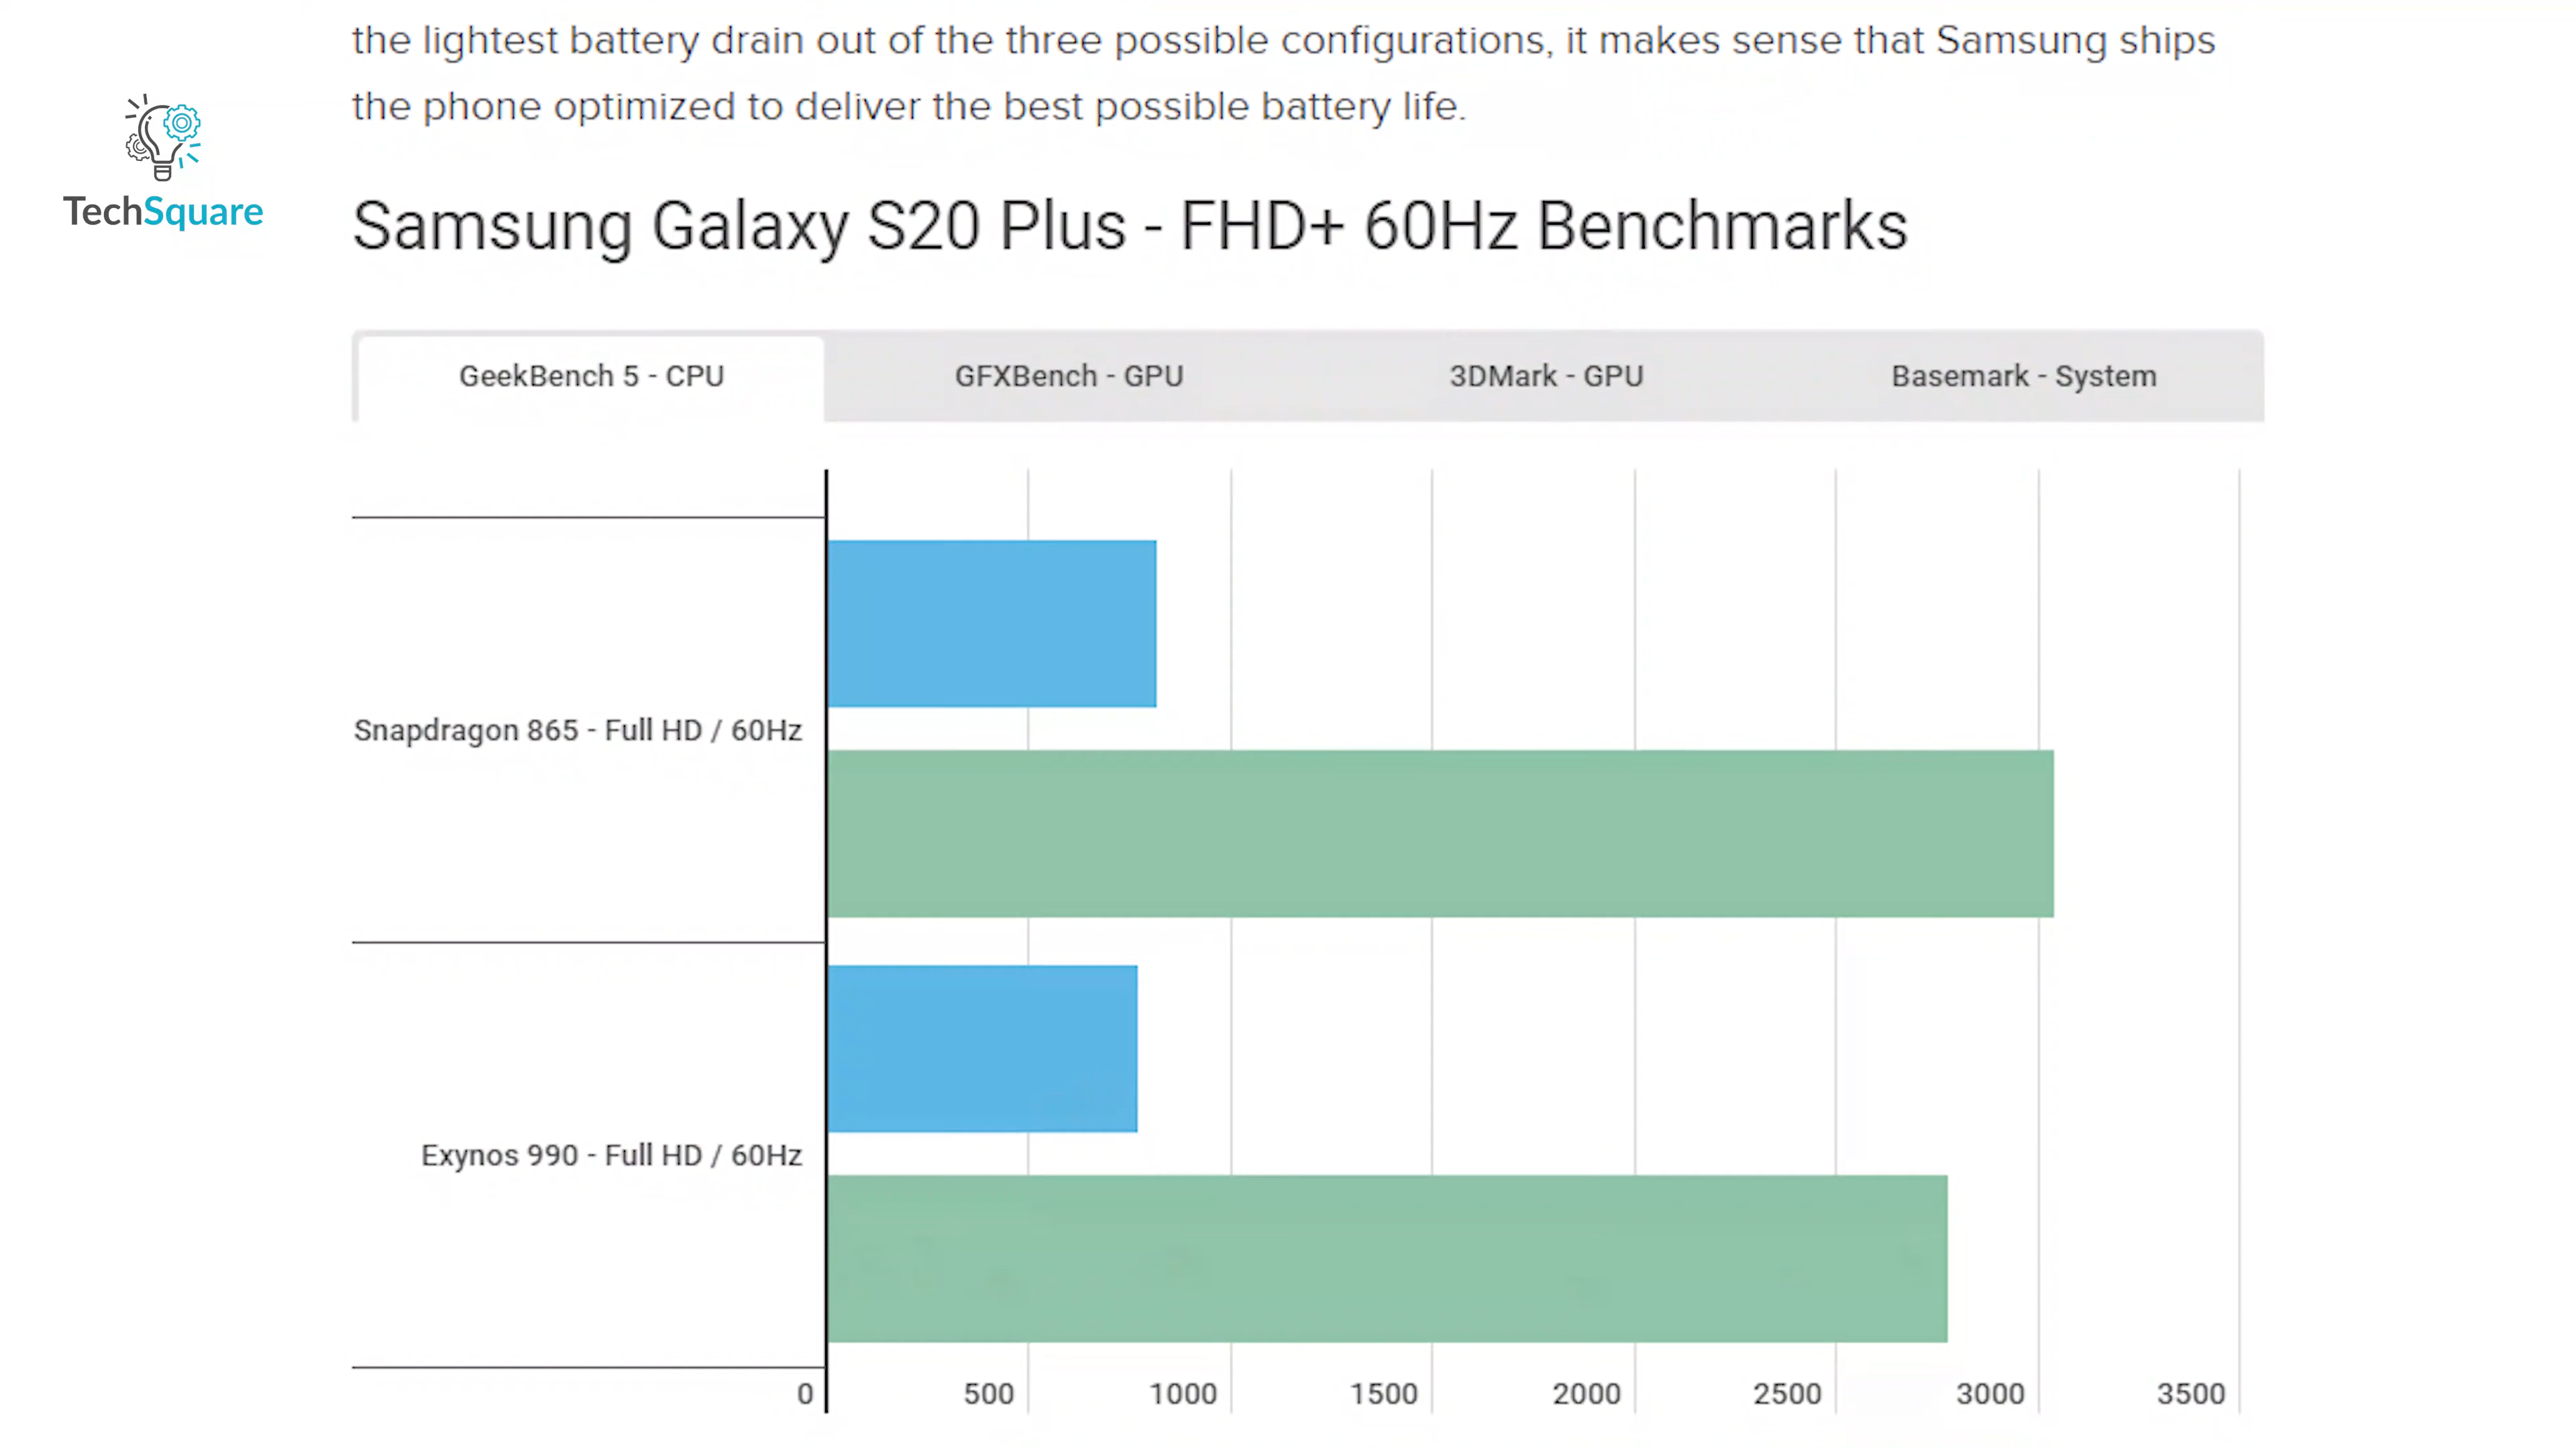 the lightest battery drain out of the three possible configurations, it makes sense that Samsung ships
the phone optimized to deliver the best possible battery life.
TechSquare
Samsung Galaxy S20 Plus - FHD+ 60Hz Benchmarks
GeekBench 5 - CPU GFXBench - GPU 3DMark - GPU Basemark - System
Snapdragon 865 - Full HD / 60Hz
Exynos 990 - Full HD / 60Hz
0 500 1000 1500 2000 2500 3000 3500